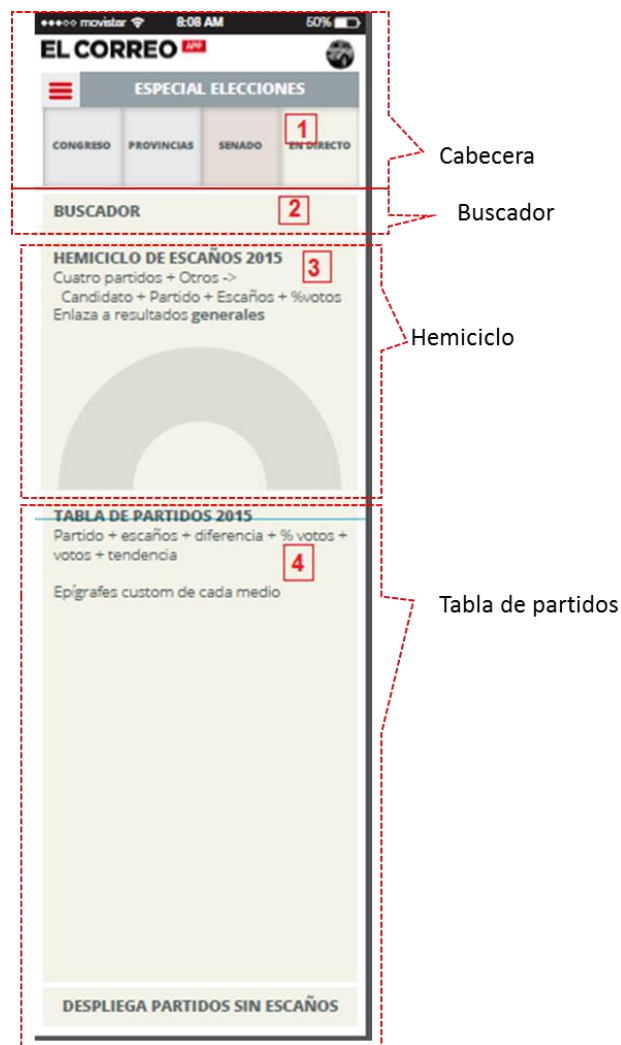 movistar 8:08 AM 50%
EL CORREO APP
ESPECIAL ELECCIONES
CONGRESO PROVINCIAS SENADO EN DIRECTO
1
Cabecera
BUSCADOR
2
Buscador
HEMICICLO DE ESCAÑOS 2015
3
Cuatro partidos + Otros ->
Candidato + Partido + Escaños + %votos
Enlaza a resultados generales
Hemiciclo
TABLA DE PARTIDOS 2015
Partido + escaños + diferencia + % votos +
votos + tendencia
4
Epígrafes custom de cada medio
Tabla de partidos
DESPLIEGA PARTIDOS SIN ESCAÑOS